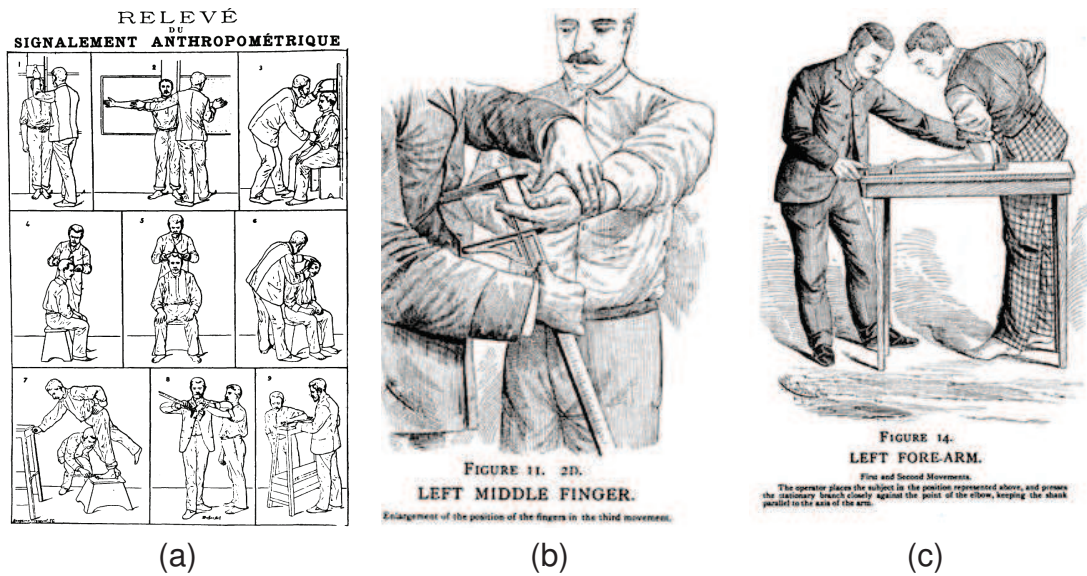 RELEVÉ
DU
SIGNALEMENT ANTHROPOMÉTRIQUE
1
2
3
4
5
6
7
8
9
(a)
FIGURE 11. 2D.
LEFT MIDDLE FINGER.
Enlargement of the position of the fingers in the third movement.
(b)
FIGURE 14.
LEFT FORE-ARM.
First and Second Movements.
The operator places the subject in the position represented above, and presses
the stationary branch closely against the point of the elbow, keeping the shank
parallel to the axis of the arm.
(c)